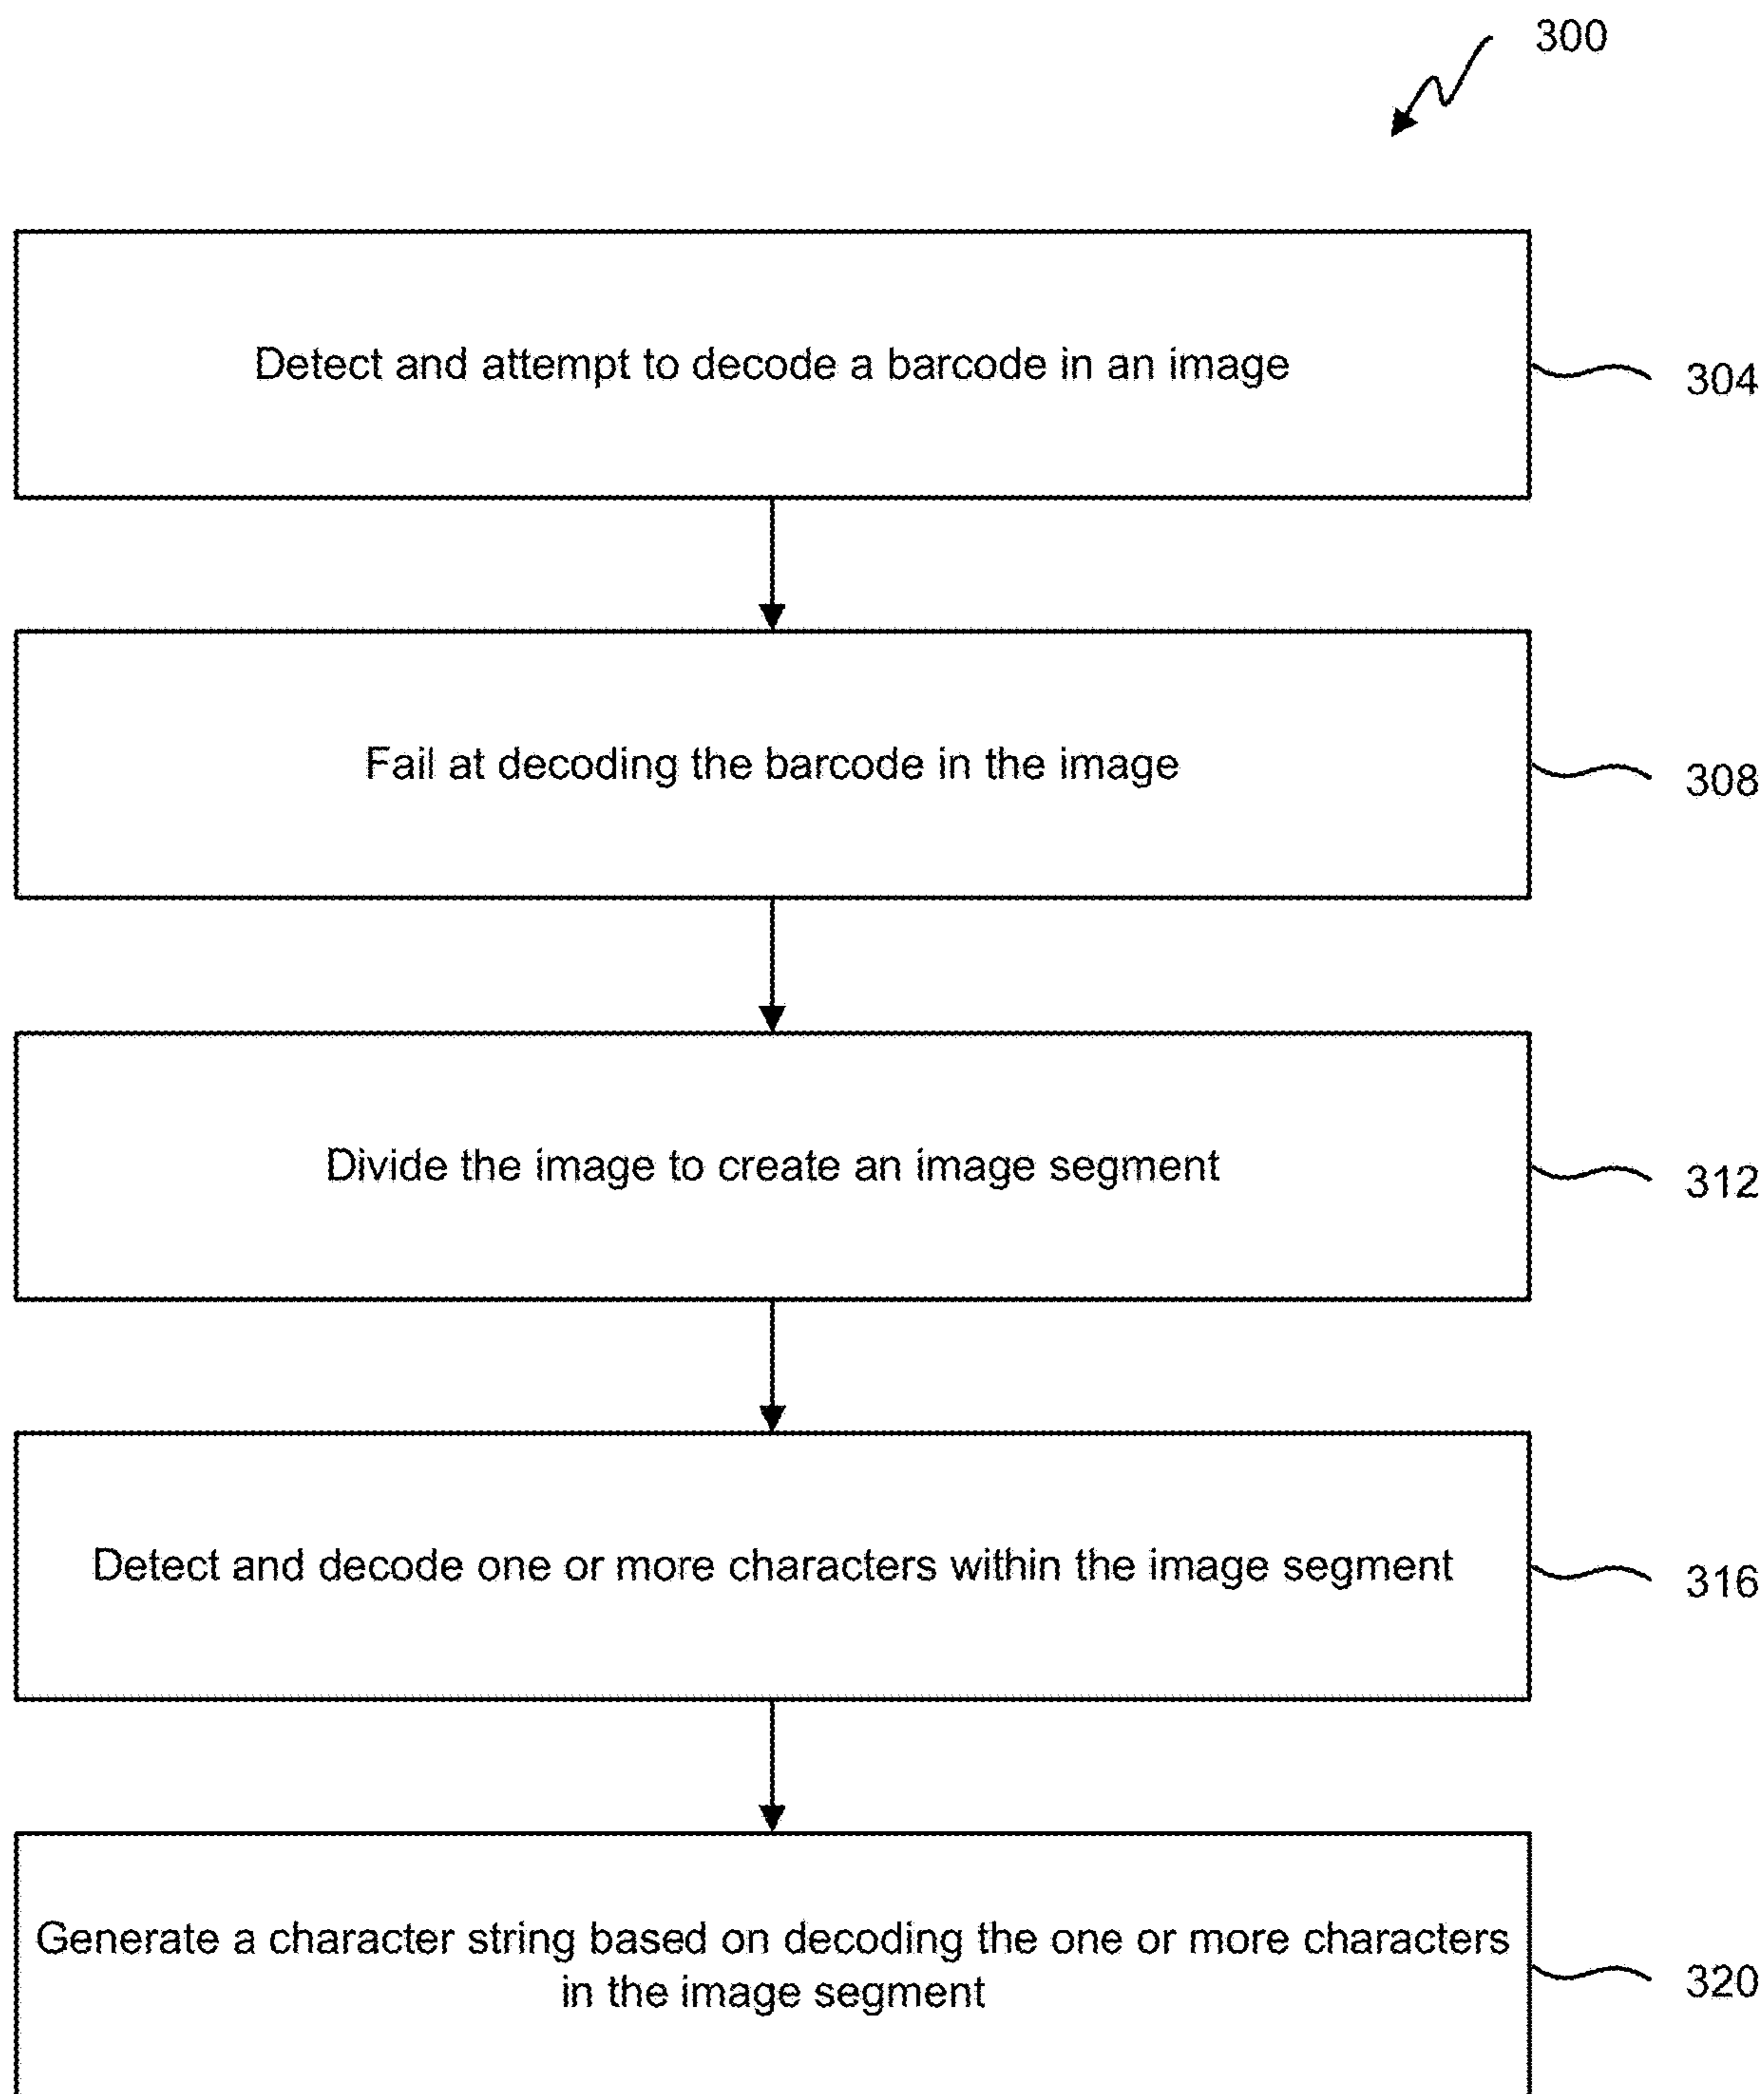 300
Detect and attempt to decode a barcode in an image
304
Fail at decoding the barcode in the image
308
Divide the image to create an image segment
312
Detect and decode one or more characters within the image segment
316
Generate a character string based on decoding the one or more characters
in the image segment
320